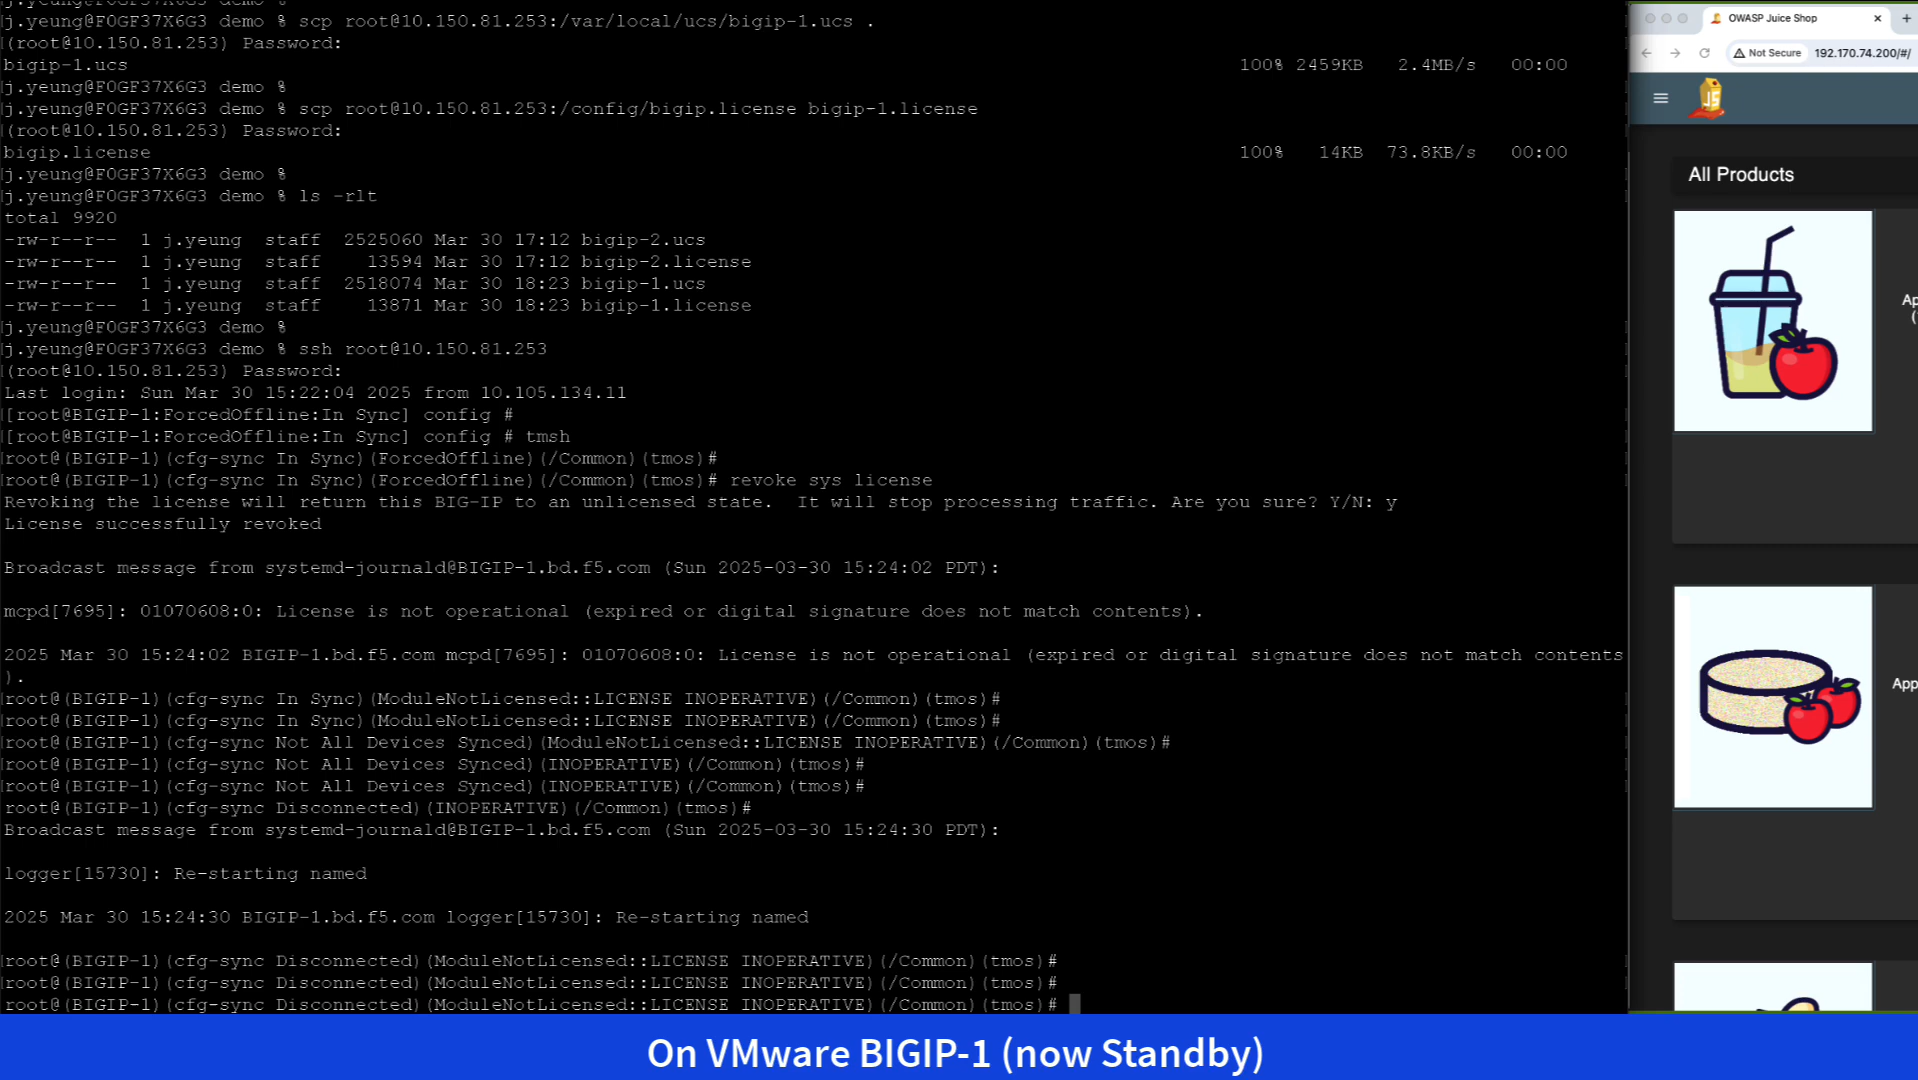 j.yeung@F0GF37X6G3 demo %
j.yeung@F0GF37X6G3 demo % scp root@10.150.81.253:/var/local/ucs/bigip-1.ucs .
(root@10.150.81.253) Password:
bigip-1.ucs 100% 2459KB 2.4MB/s 00:00
j.yeung@F0GF37X6G3 demo %
j.yeung@F0GF37X6G3 demo % scp root@10.150.81.253:/config/bigip.license bigip-1.license
(root@10.150.81.253) Password:
bigip.license 100% 14KB 73.8KB/s 00:00
j.yeung@F0GF37X6G3 demo %
j.yeung@F0GF37X6G3 demo % ls -rlt
total 9920
-rw-r--r-- 1 j.yeung staff 2525060 Mar 30 17:12 bigip-2.ucs
-rw-r--r-- 1 j.yeung staff 13594 Mar 30 17:12 bigip-2.license
-rw-r--r-- 1 j.yeung staff 2518074 Mar 30 18:23 bigip-1.ucs
-rw-r--r-- 1 j.yeung staff 13871 Mar 30 18:23 bigip-1.license
j.yeung@F0GF37X6G3 demo %
j.yeung@F0GF37X6G3 demo % ssh root@10.150.81.253
(root@10.150.81.253) Password:
Last login: Sun Mar 30 15:22:04 2025 from 10.105.134.11
[root@BIGIP-1:ForcedOffline:In Sync] config #
[root@BIGIP-1:ForcedOffline:In Sync] config # tmsh
root@(BIGIP-1)(cfg-sync In Sync)(ForcedOffline)(/Common)(tmos)#
root@(BIGIP-1)(cfg-sync In Sync)(ForcedOffline)(/Common)(tmos)# revoke sys license
Revoking the license will return this BIG-IP to an unlicensed state.  It will stop processing traffic. Are you sure? Y/N: y
License successfully revoked
Broadcast message from systemd-journald@BIGIP-1.bd.f5.com (Sun 2025-03-30 15:24:02 PDT):
mcpd[7695]: 01070608:0: License is not operational (expired or digital signature does not match contents).
2025 Mar 30 15:24:02 BIGIP-1.bd.f5.com mcpd[7695]: 01070608:0: License is not operational (expired or digital signature does not match contents
).
root@(BIGIP-1)(cfg-sync In Sync)(ModuleNotLicensed::LICENSE INOPERATIVE)(/Common)(tmos)#
root@(BIGIP-1)(cfg-sync In Sync)(ModuleNotLicensed::LICENSE INOPERATIVE)(/Common)(tmos)#
root@(BIGIP-1)(cfg-sync Not All Devices Synced)(ModuleNotLicensed::LICENSE INOPERATIVE)(/Common)(tmos)#
root@(BIGIP-1)(cfg-sync Not All Devices Synced)(INOPERATIVE)(/Common)(tmos)#
root@(BIGIP-1)(cfg-sync Not All Devices Synced)(INOPERATIVE)(/Common)(tmos)#
root@(BIGIP-1)(cfg-sync Disconnected)(INOPERATIVE)(/Common)(tmos)#
Broadcast message from systemd-journald@BIGIP-1.bd.f5.com (Sun 2025-03-30 15:24:30 PDT):
logger[15730]: Re-starting named
2025 Mar 30 15:24:30 BIGIP-1.bd.f5.com logger[15730]: Re-starting named
root@(BIGIP-1)(cfg-sync Disconnected)(ModuleNotLicensed::LICENSE INOPERATIVE)(/Common)(tmos)#
root@(BIGIP-1)(cfg-sync Disconnected)(ModuleNotLicensed::LICENSE INOPERATIVE)(/Common)(tmos)#
root@(BIGIP-1)(cfg-sync Disconnected)(ModuleNotLicensed::LICENSE INOPERATIVE)(/Common)(tmos)#
OWASP Juice Shop
Not Secure 192.170.74.200/#/
JS
All Products
Ap
(
App
On VMware BIGIP-1 (now Standby)